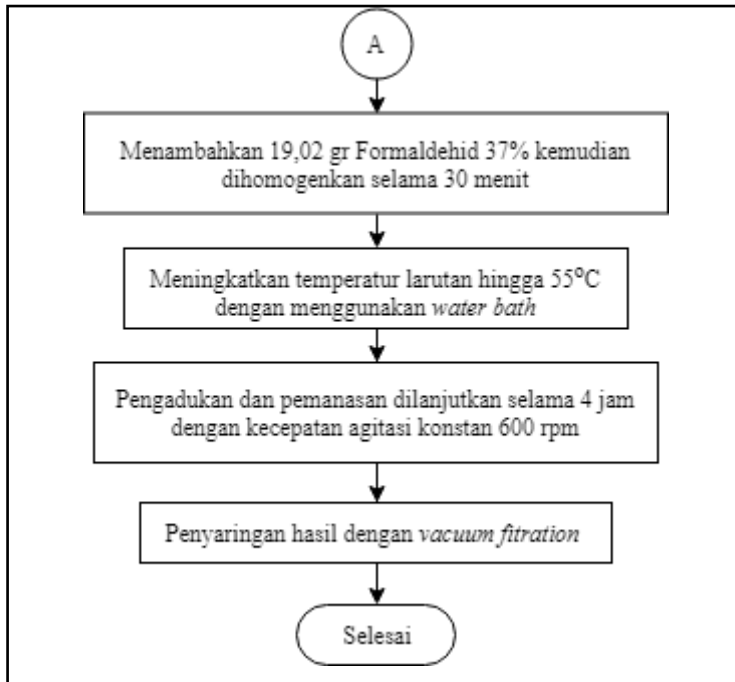 A
Menambahkan 19,02 gr Formaldehid 37% kemudian
dihomogenkan selama 30 menit
Meningkatkan temperatur larutan hingga 55⁰C
dengan menggunakan water bath
Pengadukan dan pemanasan dilanjutkan selama 4 jam
dengan kecepatan agitasi konstan 600 rpm
Penyaringan hasil dengan vacuum fitration
Selesai